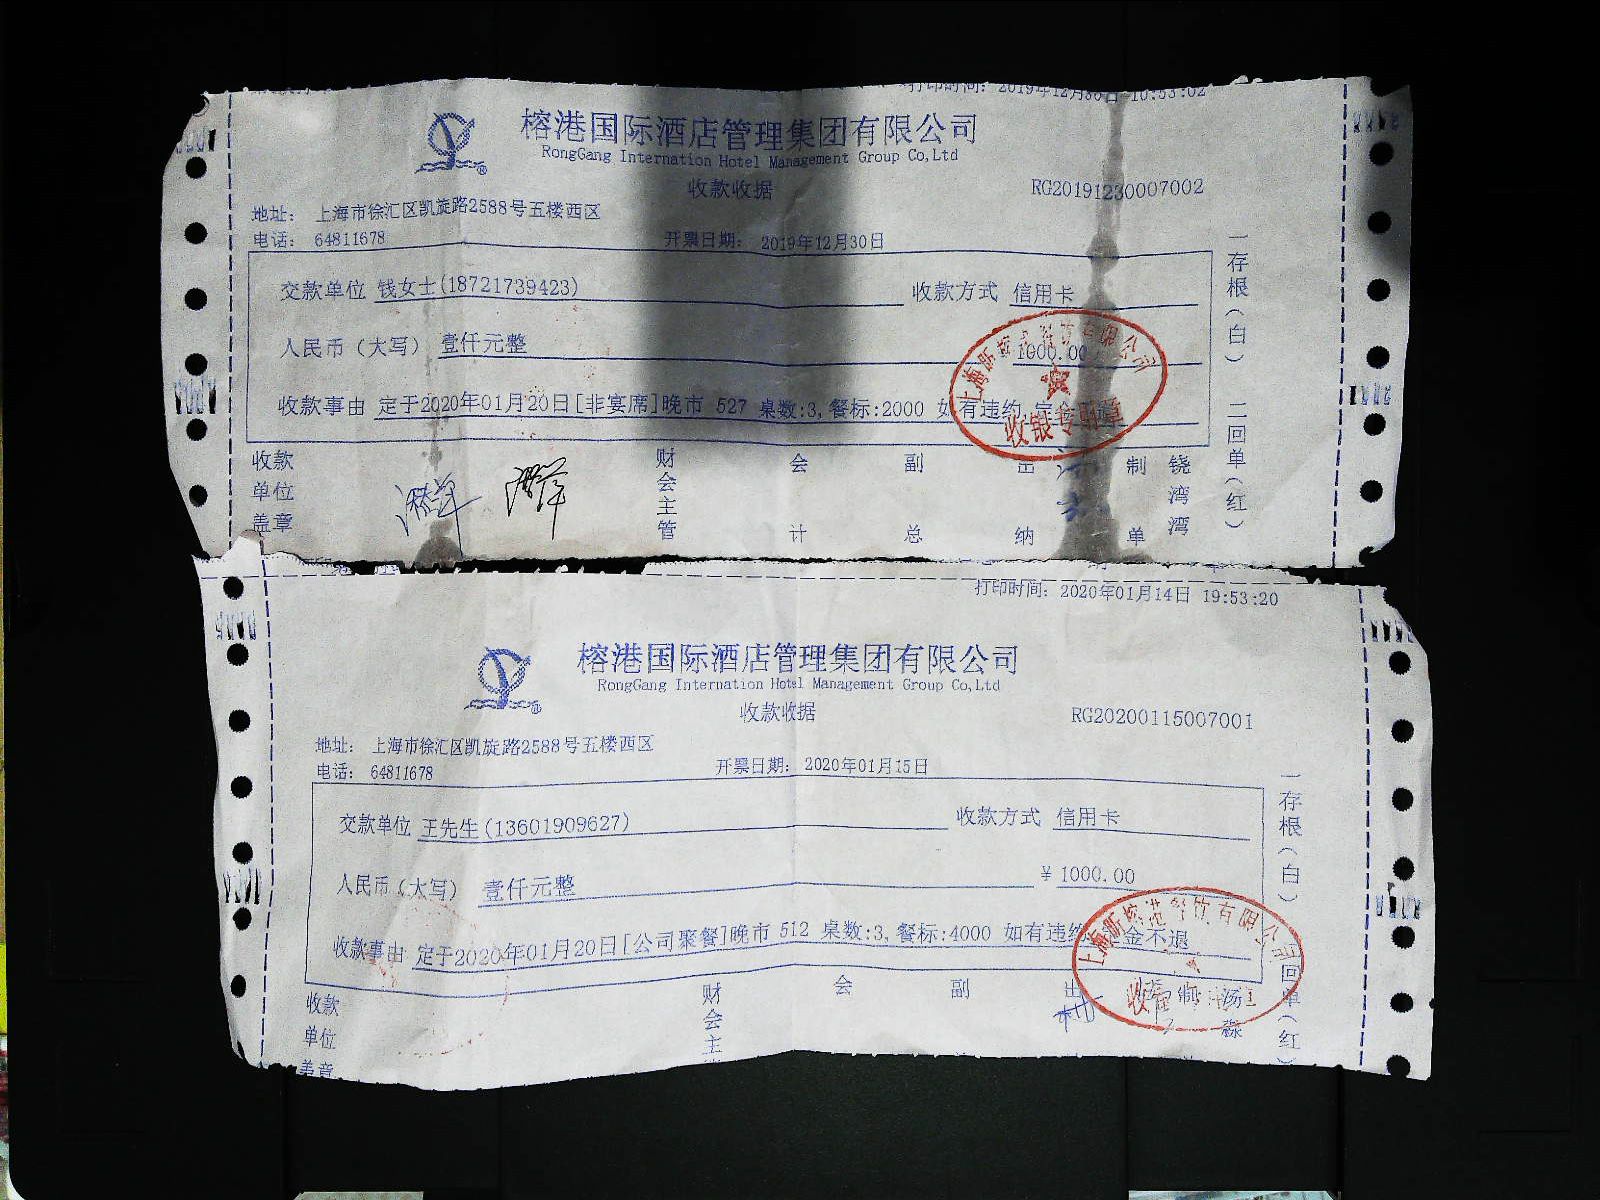 打印时间：2019年12月30日 10:53:02
榕港国际酒店管理集团有限公司
RongGang Internation Hotel Management Group Co,Ltd
收款收据
RG20191230007002
地址： 上海市徐汇区凯旋路2588号五楼西区
电话： 64811678 开票日期： 2019年12月30日
交款单位 钱女士(18721739423) 收款方式 信用卡
人民币（大写） 壹仟元整 1000.00
收款事由 定于2020年01月20日[非宴席]晚市 527 桌数:3,餐标:2000 如有违约,定金
收款单位盖章 财会主管 会计 副总 出纳 制单 饶湾湾
一存根（白） 二回单（红）
收银专用章
打印时间：2020年01月14日 19:53:20
榕港国际酒店管理集团有限公司
RongGang Internation Hotel Management Group Co,Ltd
收款收据
RG20200115007001
地址： 上海市徐汇区凯旋路2588号五楼西区
电话： 64811678 开票日期： 2020年01月15日
交款单位 王先生(13601909627) 收款方式 信用卡
人民币（大写） 壹仟元整 ￥1000.00
收款事由 定于2020年01月20日[公司聚餐]晚市 512 桌数:3,餐标:4000 如有违约 金不退
收款单位盖章 财会主 会 副 出 制 汤淼
一存根（白） 回单（红）